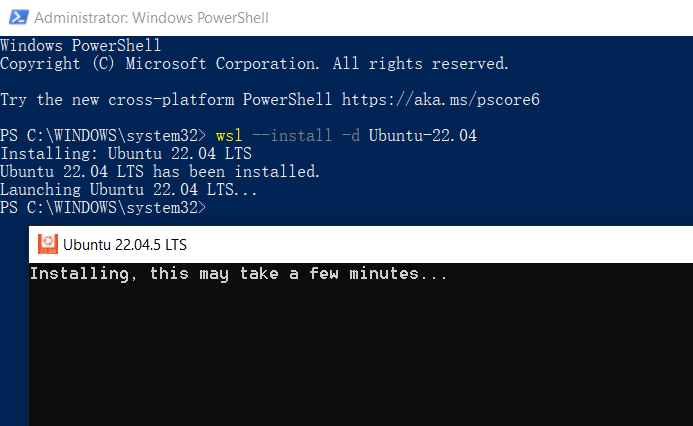 Administrator: Windows PowerShell
Windows PowerShell
Copyright (C) Microsoft Corporation. All rights reserved.
Try the new cross-platform PowerShell https://aka.ms/pscore6
PS C:\WINDOWS\system32> wsl --install -d Ubuntu-22.04
Installing: Ubuntu 22.04 LTS
Ubuntu 22.04 LTS has been installed.
Launching Ubuntu 22.04 LTS...
PS C:\WINDOWS\system32>
Ubuntu 22.04.5 LTS
Installing, this may take a few minutes...